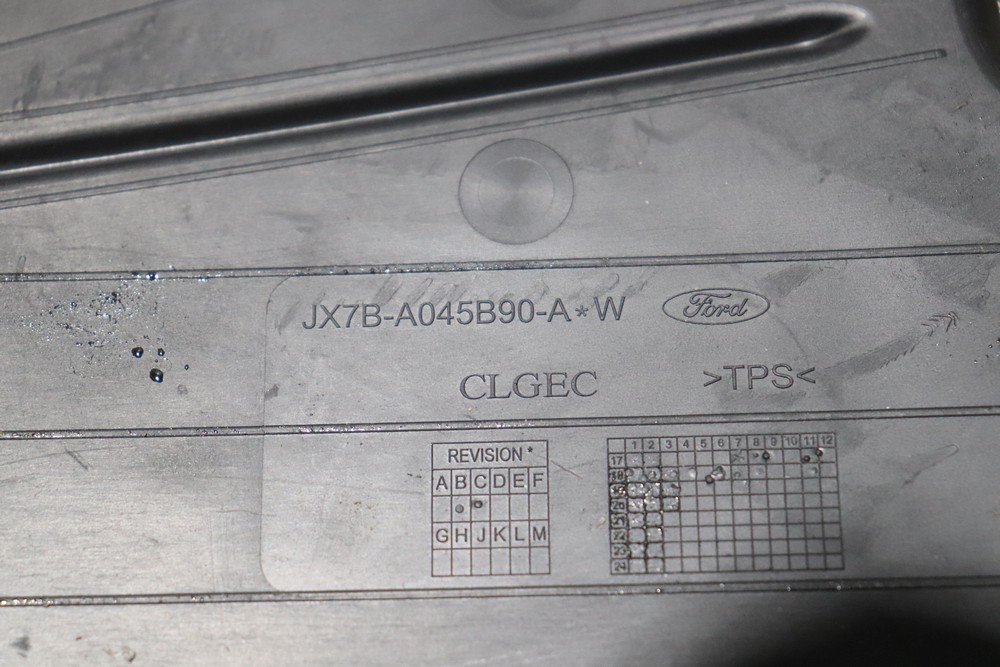 JX7B-A045B90-A*W Ford
CLGEC >TPS<
REVISION *
A B C D E F
G H J K L M
1 2 3 4 5 6 7 8 9 10 11 12
17
18
19
20
21
22
23
24